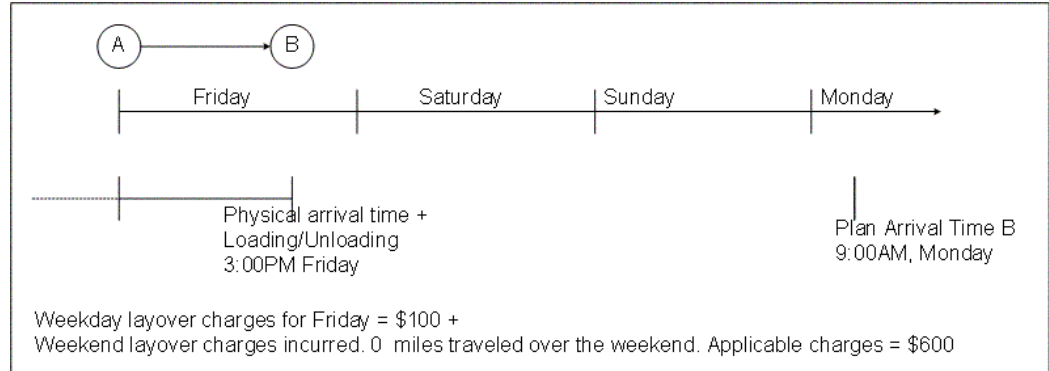 A B
Friday Saturday Sunday Monday
Physical arrival time +
Loading/Unloading
3:00PM Friday
Plan Arrival Time B
9:00AM, Monday
Weekday layover charges for Friday = $100 +
Weekend layover charges incurred. 0 miles traveled over the weekend. Applicable charges = $600